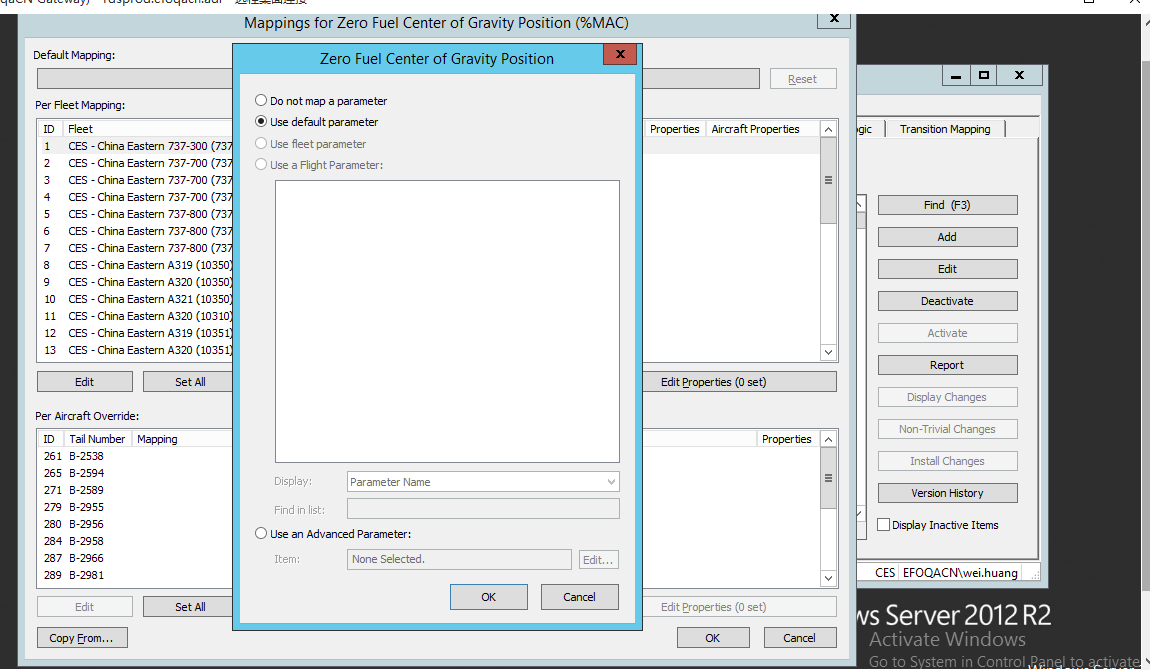 qaCN Gateway) - rdsprod.efoqacn.adi - 远程桌面连接
Mappings for Zero Fuel Center of Gravity Position (%MAC)
Default Mapping:
Reset
Per Fleet Mapping:
ID Fleet Properties Aircraft Properties
1 CES - China Eastern 737-300 (737
2 CES - China Eastern 737-700 (737
3 CES - China Eastern 737-700 (737
4 CES - China Eastern 737-700 (737
5 CES - China Eastern 737-800 (737
6 CES - China Eastern 737-800 (737
7 CES - China Eastern 737-800 (737
8 CES - China Eastern A319 (10350)
9 CES - China Eastern A320 (10350)
10 CES - China Eastern A321 (10350)
11 CES - China Eastern A320 (10310)
12 CES - China Eastern A319 (10351)
13 CES - China Eastern A320 (10351)
Edit Set All Edit Properties (0 set)
Per Aircraft Override:
ID Tail Number Mapping Properties
261 B-2538
265 B-2594
271 B-2589
279 B-2955
280 B-2956
284 B-2958
287 B-2966
289 B-2981
Edit Set All Edit Properties (0 set)
Copy From... OK Cancel
Zero Fuel Center of Gravity Position
Do not map a parameter
Use default parameter
Use fleet parameter
Use a Flight Parameter:
Display: Parameter Name
Find in list:
Use an Advanced Parameter:
Item: None Selected. Edit...
OK Cancel
ogic Transition Mapping
Find (F3)
Add
Edit
Deactivate
Activate
Report
Display Changes
Non-Trivial Changes
Install Changes
Version History
Display Inactive Items
CES EFOQACN\wei.huang
ws Server 2012 R2
Activate Windows
Go to System in Control Panel to activate